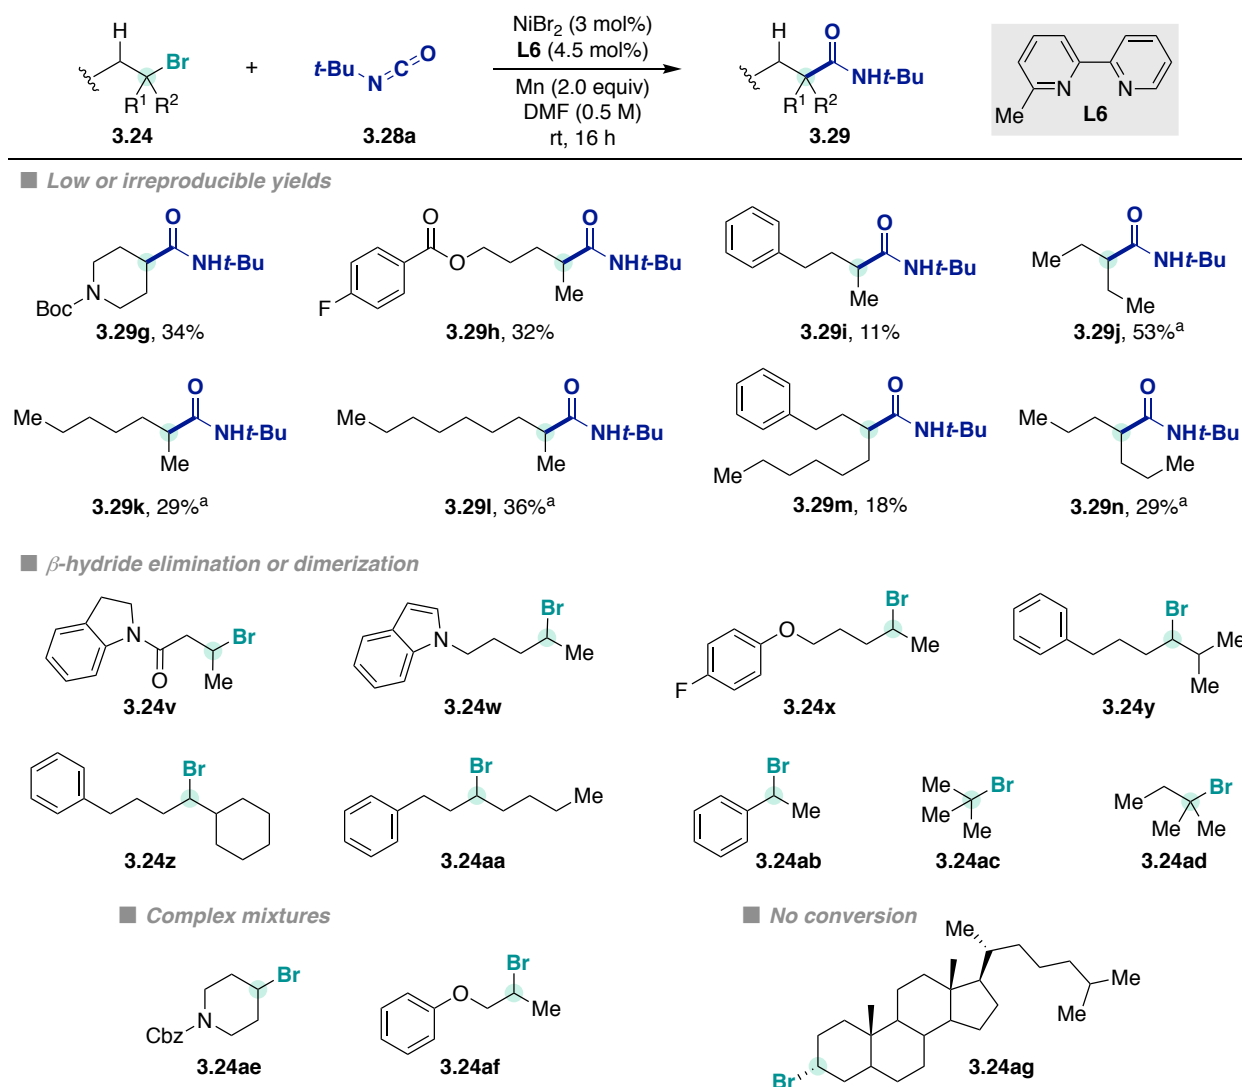 H
Br
R1 R2
3.24
+
t-Bu N=C=O
3.28a
NiBr2 (3 mol%)
L6 (4.5 mol%)
Mn (2.0 equiv)
DMF (0.5 M)
rt, 16 h
H O
NHt-Bu
R1 R2
3.29
N N
Me
L6
Low or irreproducible yields
O
NHt-Bu
N
Boc
3.29g, 34%
O O
O NHt-Bu
F Me
3.29h, 32%
O
NHt-Bu
Me
3.29i, 11%
O
Me NHt-Bu
Me
3.29j, 53%a
O
Me NHt-Bu
Me
3.29k, 29%a
O
Me NHt-Bu
Me
3.29l, 36%a
O
NHt-Bu
Me
3.29m, 18%
O
Me NHt-Bu
Me
3.29n, 29%a
β-hydride elimination or dimerization
N Br
O Me
3.24v
Br
N Me
3.24w
Br
O Me
F
3.24x
Br
Me
Me
3.24y
Br
3.24z
Br
Me
3.24aa
Br
Me
3.24ab
Me Br
Me
Me
3.24ac
Br
Me
Me Me
3.24ad
Complex mixtures
Br
N
Cbz
3.24ae
Br
O Me
3.24af
No conversion
Me
Me
Me
Br
3.24ag